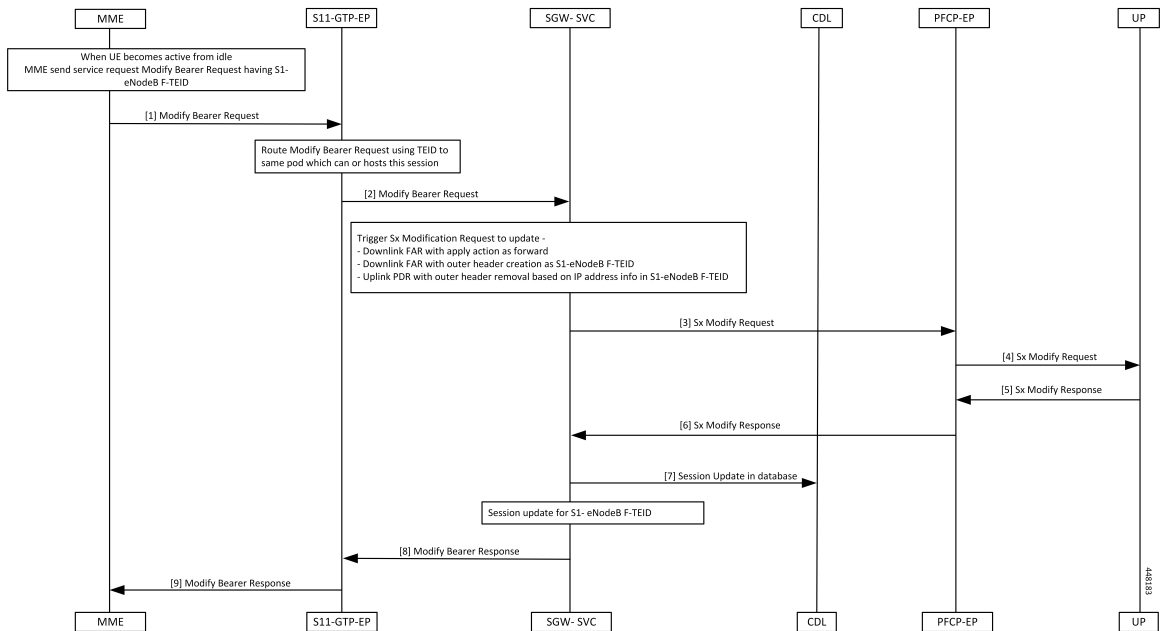 MME
S11-GTP-EP
SGW- SVC
CDL
PFCP-EP
UP
When UE becomes active from idle
MME send service request Modify Bearer Request having S1-
eNodeB F-TEID
[1] Modify Bearer Request
Route Modify Bearer Request using TEID to
same pod which can or hosts this session
[2] Modify Bearer Request
Trigger Sx Modification Request to update -
- Downlink FAR with apply action as forward
- Downlink FAR with outer header creation as S1-eNodeB F-TEID
- Uplink PDR with outer header removal based on IP address info in S1-eNodeB F-TEID
[3] Sx Modify Request
[4] Sx Modify Request
[5] Sx Modify Response
[6] Sx Modify Response
[7] Session Update in database
Session update for S1- eNodeB F-TEID
[8] Modify Bearer Response
[9] Modify Bearer Response
448183
MME
S11-GTP-EP
SGW- SVC
CDL
PFCP-EP
UP